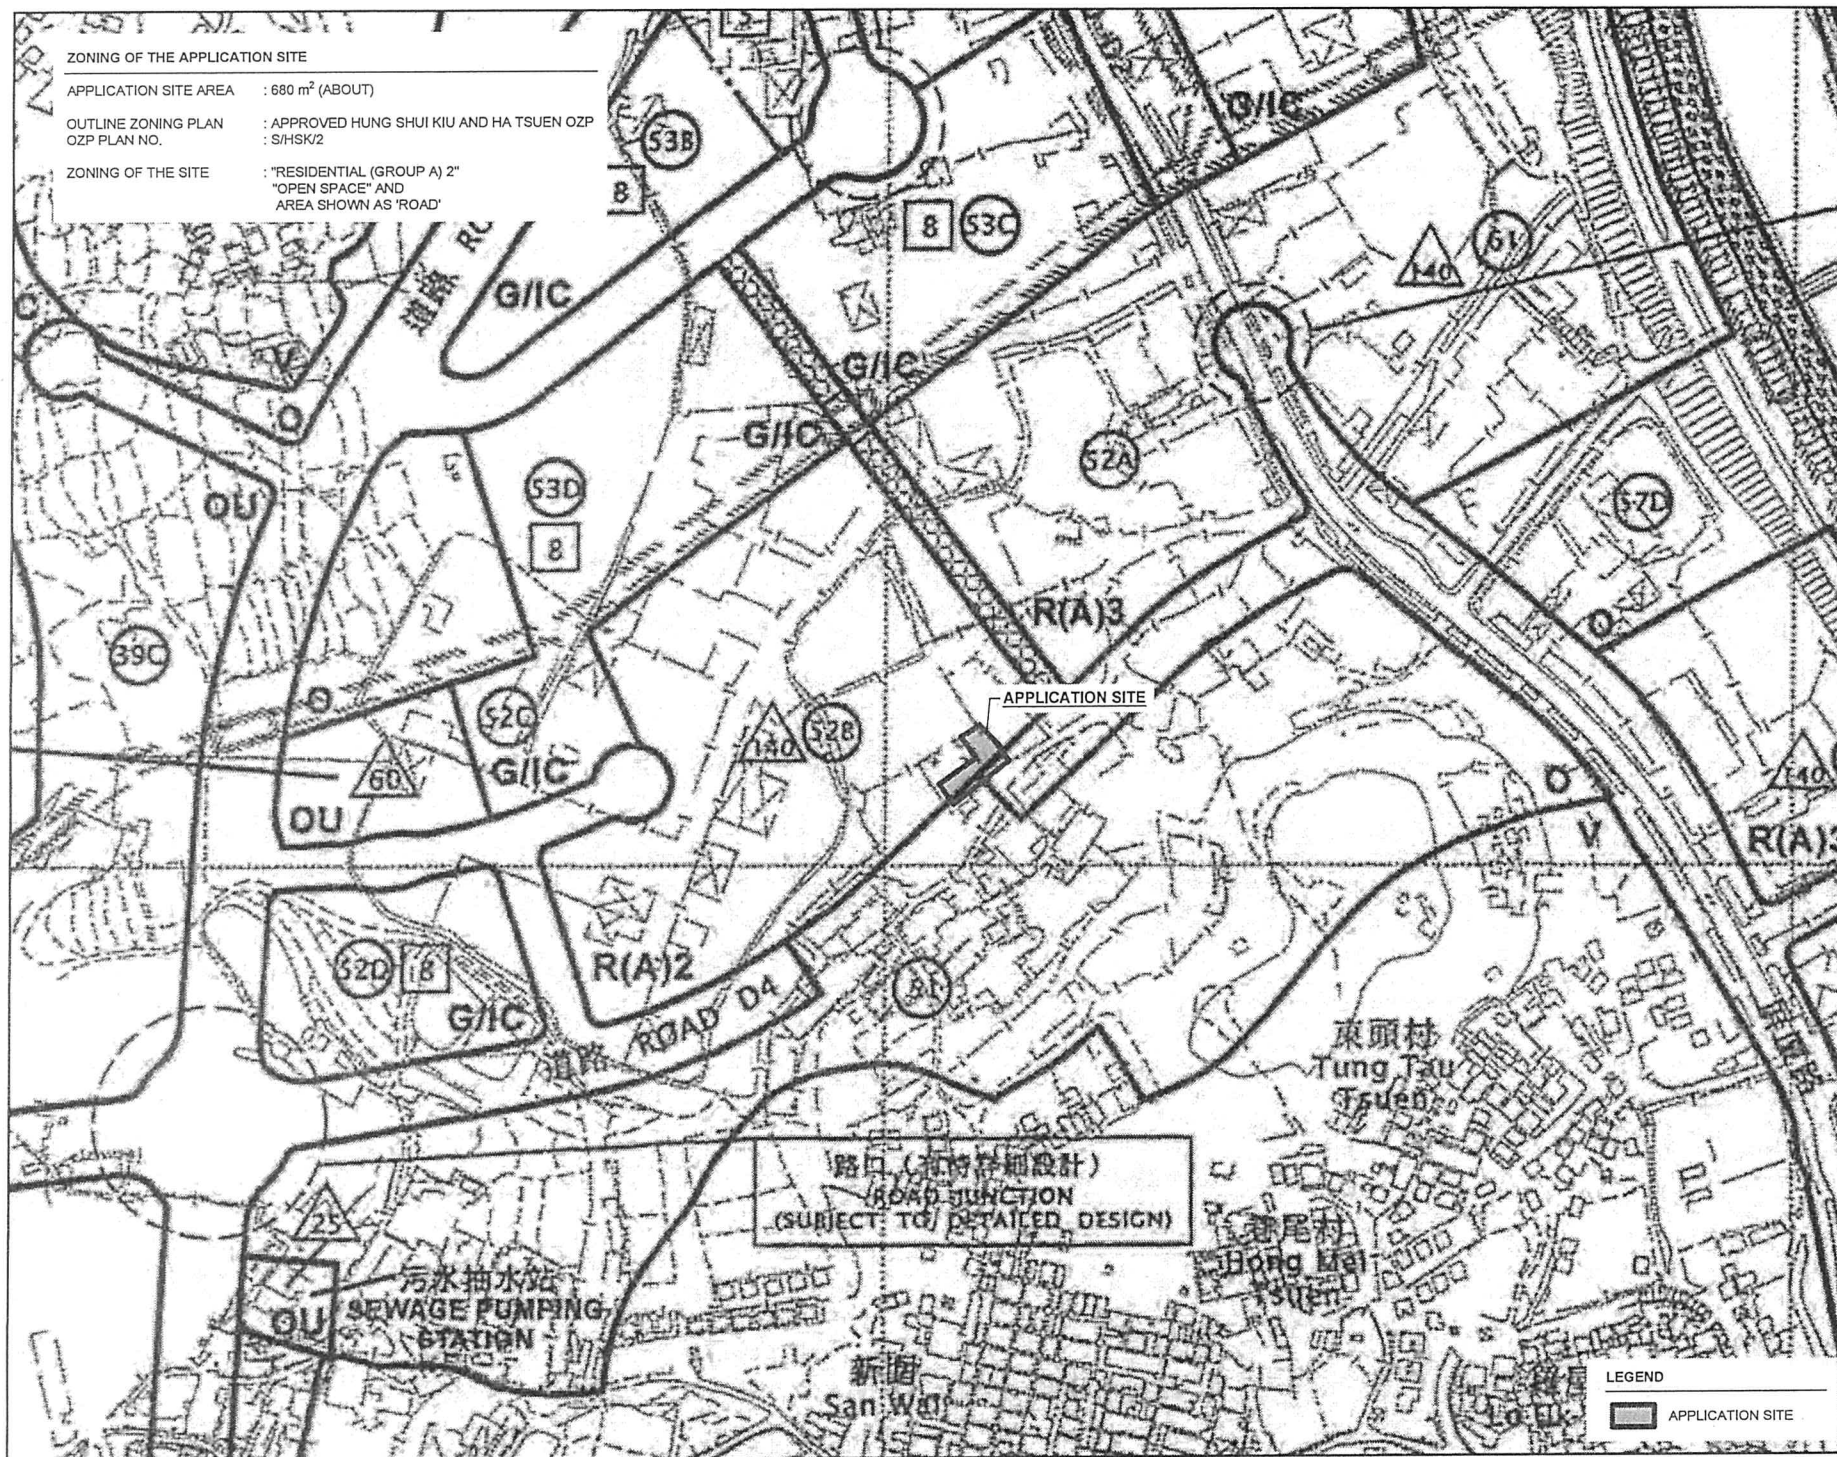 ZONING OF THE APPLICATION SITE
APPLICATION SITE AREA : 680 m² (ABOUT)
OUTLINE ZONING PLAN : APPROVED HUNG SHUI KIU AND HA TSUEN OZP
OZP PLAN NO. : S/HSK/2
ZONING OF THE SITE : "RESIDENTIAL (GROUP A) 2"
"OPEN SPACE" AND
AREA SHOWN AS 'ROAD'
53B
8
G/IC
8 53C
140 61
道路
G/IC
V
O
G/IC
G/IC
52A
53D
8
57D
OU
R(A)3
O
39C
O
52C
APPLICATION SITE
140 52B
60
G/IC
OU
O
V
140
R(A)3
52D 8
R(A)2
G/IC
道路 ROAD D4
東頭村
Tung Tau
Tsuen
ROAD JUNCTION
(SUBJECT TO DETAILED DESIGN)
25
巷尾村
Hong Mei
Tsuen
污水抽水站
SEWAGE PUMPING
STATION
OU
新圍
San Wai
LEGEND
APPLICATION SITE